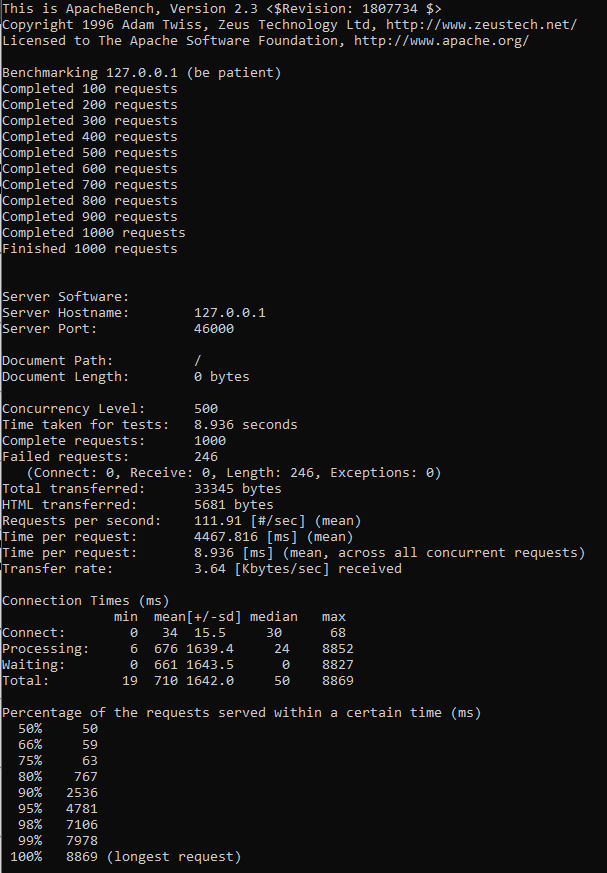 This is ApacheBench, Version 2.3 <$Revision: 1807734 $>
Copyright 1996 Adam Twiss, Zeus Technology Ltd, http://www.zeustech.net/
Licensed to The Apache Software Foundation, http://www.apache.org/

Benchmarking 127.0.0.1 (be patient)
Completed 100 requests
Completed 200 requests
Completed 300 requests
Completed 400 requests
Completed 500 requests
Completed 600 requests
Completed 700 requests
Completed 800 requests
Completed 900 requests
Completed 1000 requests
Finished 1000 requests


Server Software:
Server Hostname:        127.0.0.1
Server Port:            46000

Document Path:          /
Document Length:        0 bytes

Concurrency Level:      500
Time taken for tests:   8.936 seconds
Complete requests:      1000
Failed requests:        246
   (Connect: 0, Receive: 0, Length: 246, Exceptions: 0)
Total transferred:      33345 bytes
HTML transferred:       5681 bytes
Requests per second:    111.91 [#/sec] (mean)
Time per request:       4467.816 [ms] (mean)
Time per request:       8.936 [ms] (mean, across all concurrent requests)
Transfer rate:          3.64 [Kbytes/sec] received

Connection Times (ms)
              min  mean[+/-sd] median   max
Connect:        0   34  15.5     30      68
Processing:     6  676 1639.4     24    8852
Waiting:        0  661 1643.5      0    8827
Total:         19  710 1642.0     50    8869

Percentage of the requests served within a certain time (ms)
  50%     50
  66%     59
  75%     63
  80%    767
  90%   2536
  95%   4781
  98%   7106
  99%   7978
 100%   8869 (longest request)